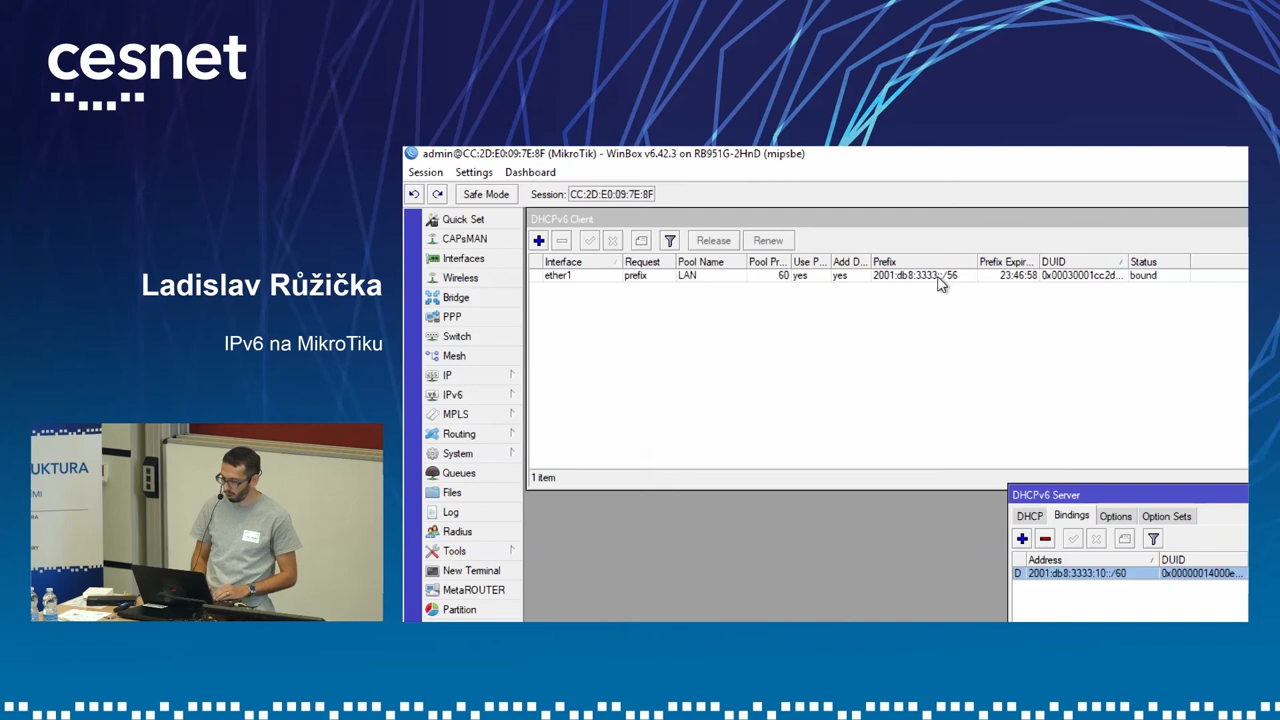 cesnet
Ladislav Růžička
IPv6 na MikroTiku
UKTURA
admin@CC:2D:E0:09:7E:8F (MikroTik) - WinBox v6.42.3 on RB951G-2HnD (mipsbe)
Session Settings Dashboard
Safe Mode Session: CC:2D:E0:09:7E:8F
Quick Set
CAPsMAN
Interfaces
Wireless
Bridge
PPP
Switch
Mesh
IP
IPv6
MPLS
Routing
System
Queues
Files
Log
Radius
Tools
New Terminal
MetaROUTER
Partition
DHCPv6 Client
Release Renew
Interface Request Pool Name Pool Pr... Use P... Add D... Prefix Prefix Expir... DUID Status
ether1 prefix LAN 60 yes yes 2001:db8:3333::/56 23:46:58 0x00030001cc2d... bound
1 item
DHCPv6 Server
DHCP Bindings Options Option Sets
Address DUID
D 2001:db8:3333:10::/60 0x00000014000e...